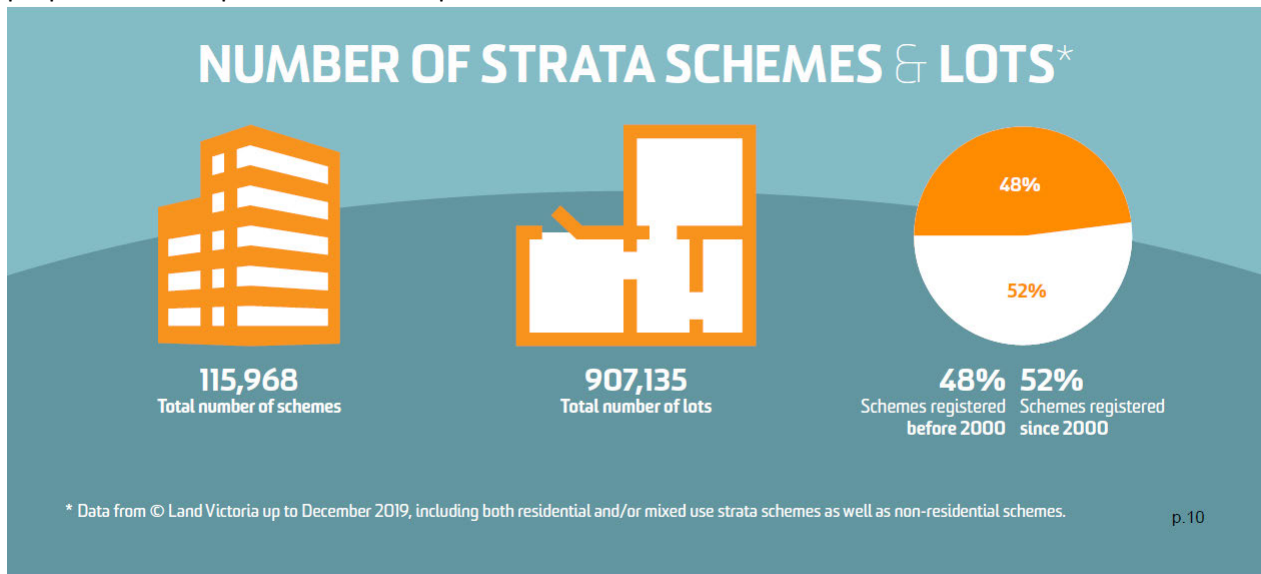 NUMBER OF STRATA SCHEMES & LOTS*
48%
52%
115,968
Total number of schemes
907,135
Total number of lots
48%
Schemes registered
before 2000
52%
Schemes registered
since 2000
* Data from © Land Victoria up to December 2019, including both residential and/or mixed use strata schemes as well as non-residential schemes.
p.10